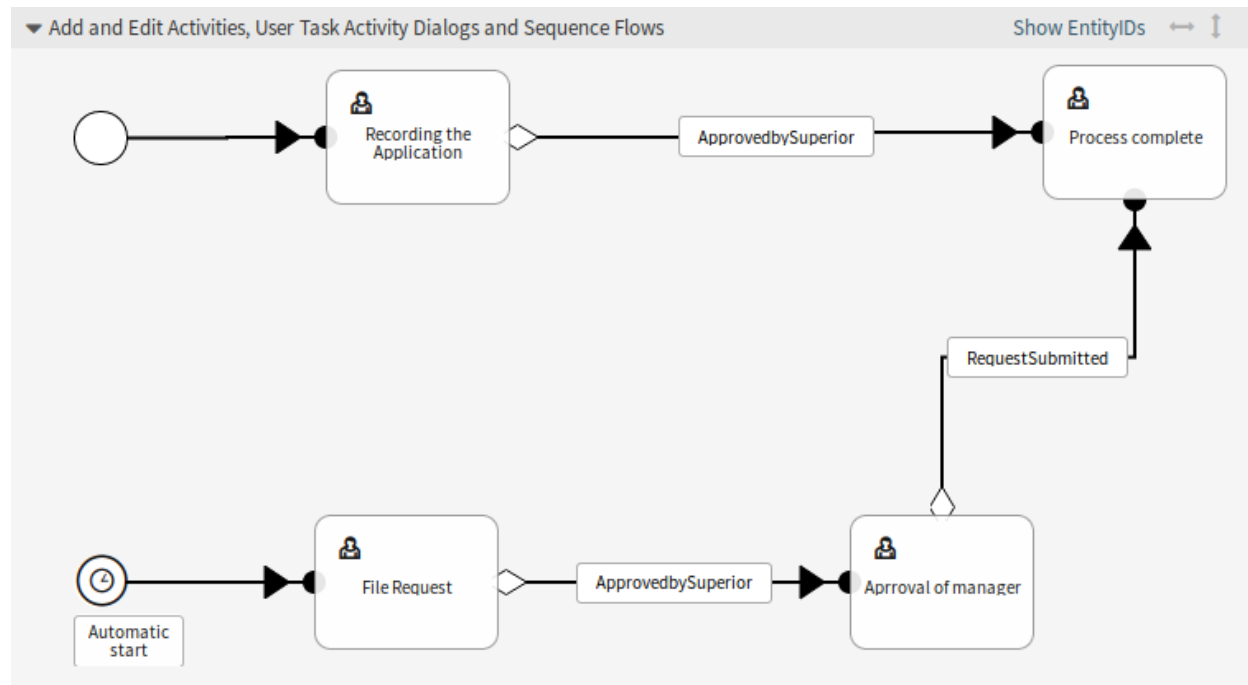 Add and Edit Activities, User Task Activity Dialogs and Sequence Flows
Show EntityIDs
Recording the
Application
ApprovedbySuperior
Process complete
RequestSubmitted
File Request
ApprovedbySuperior
Aprroval of manager
Automatic
start